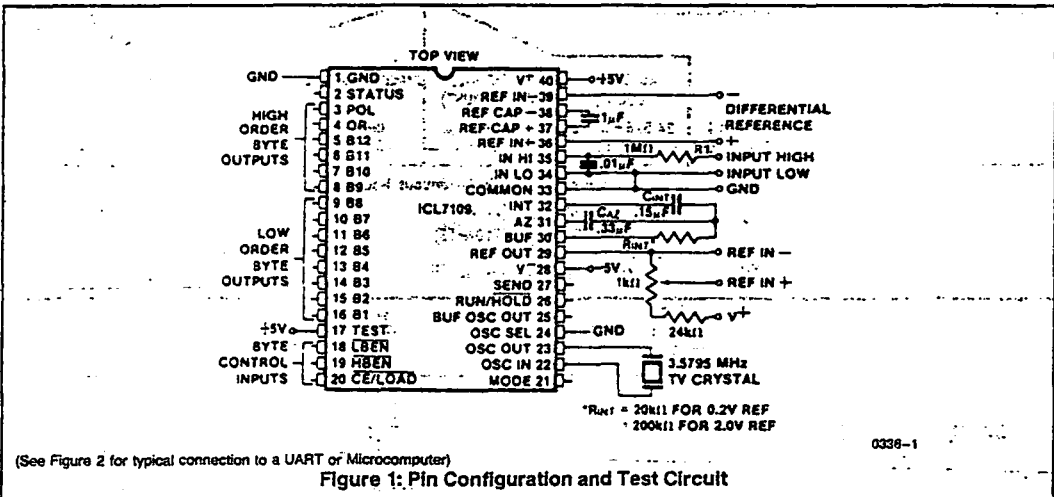 TOP VIEW
GND
1 GND
2 STATUS
3 POL
4 OR
5 B12
6 B11
7 B10
8 B9
9 B8
10 B7
11 B6
12 B5
13 B4
14 B3
15 B2
16 B1
17 TEST
18 LBEN
19 HBEN
20 CE/LOAD
HIGH
ORDER
BYTE
OUTPUTS
LOW
ORDER
BYTE
OUTPUTS
+5V
BYTE
CONTROL
INPUTS
ICL7109
V+ 40
REF IN- 39
REF CAP- 38
REF CAP+ 37
REF IN+ 36
IN HI 35
IN LO 34
COMMON 33
INT 32
AZ 31
BUF 30
REF OUT 29
V- 28
SEND 27
RUN/HOLD 26
BUF OSC OUT 25
OSC SEL 24
OSC OUT 23
OSC IN 22
MODE 21
+5V
-
DIFFERENTIAL
REFERENCE
1µF
+
1MΩ R1
INPUT HIGH
.01µF
INPUT LOW
GND
CINT
.15µF
CAZ
.33µF
RINT*
REF IN -
-5V
1kΩ
REF IN +
V+
24kΩ
GND
3.5795 MHz
TV CRYSTAL
*RINT = 20kΩ FOR 0.2V REF
200kΩ FOR 2.0V REF
0336-1
(See Figure 2 for typical connection to a UART or Microcomputer)
Figure 1: Pin Configuration and Test Circuit